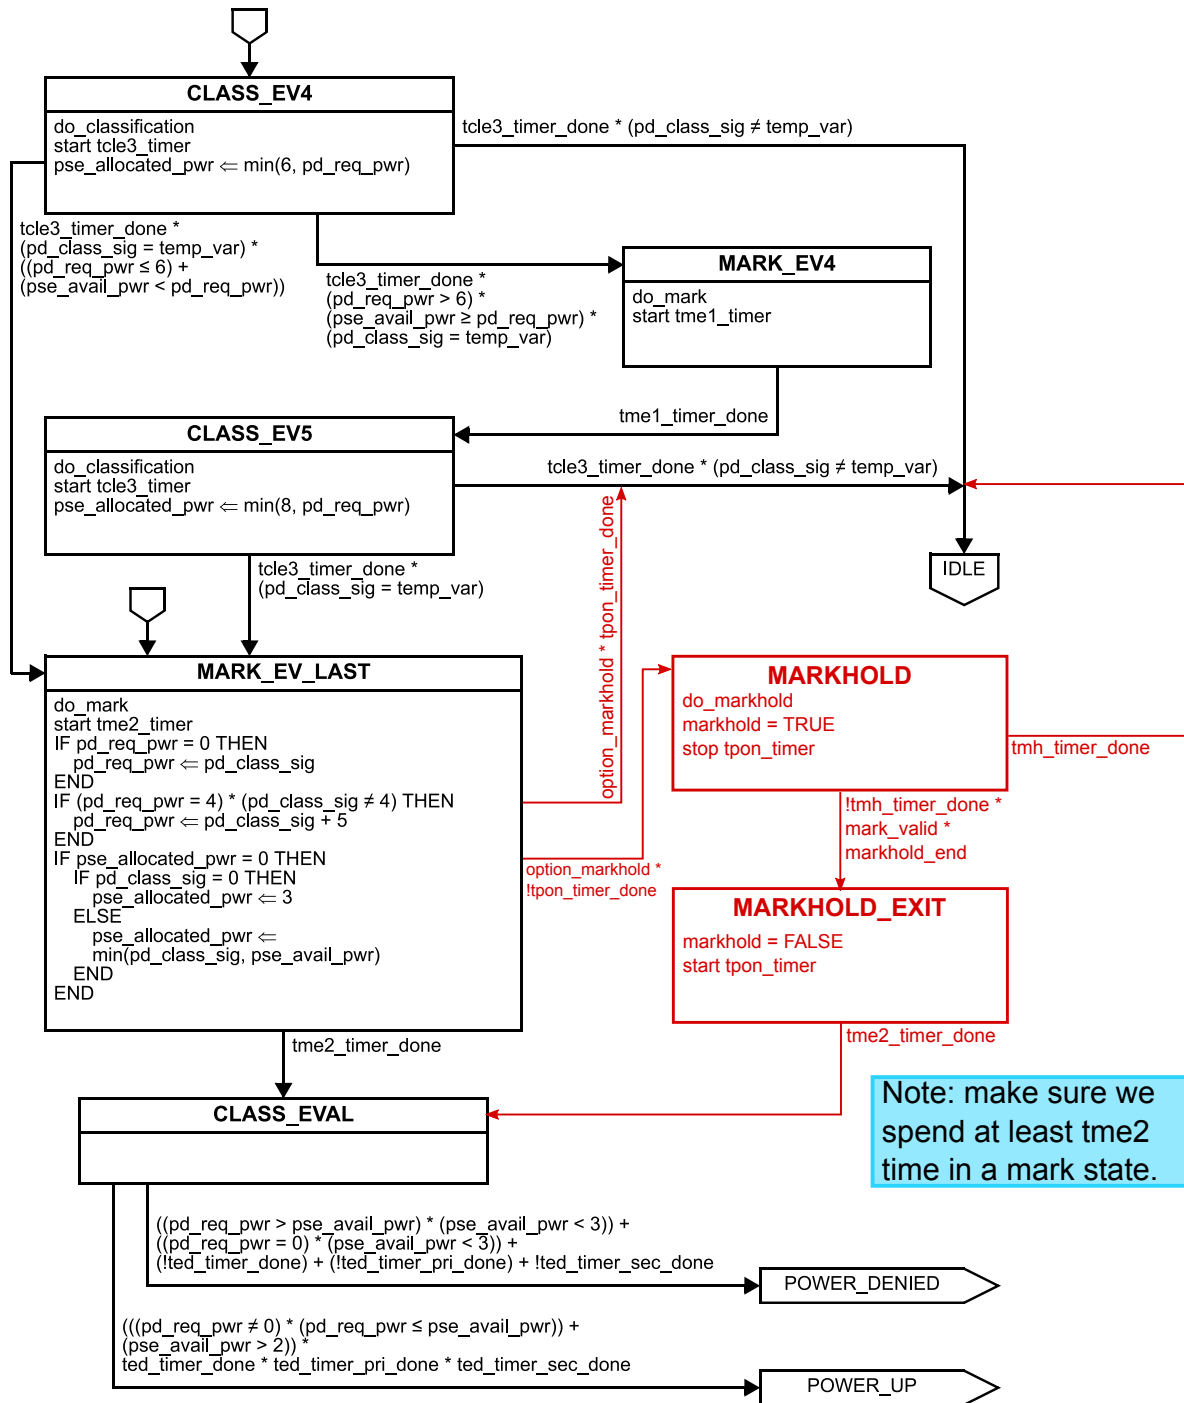 CLASS_EV4
do_classification
start tcle3_timer
pse_allocated_pwr ⇐ min(6, pd_req_pwr)
tcle3_timer_done * (pd_class_sig ≠ temp_var)
tcle3_timer_done *
(pd_class_sig = temp_var) *
((pd_req_pwr ≤ 6) +
(pse_avail_pwr < pd_req_pwr))
tcle3_timer_done *
(pd_req_pwr > 6) *
(pse_avail_pwr ≥ pd_req_pwr) *
(pd_class_sig = temp_var)
MARK_EV4
do_mark
start tme1_timer
tme1_timer_done
CLASS_EV5
do_classification
start tcle3_timer
pse_allocated_pwr ⇐ min(8, pd_req_pwr)
tcle3_timer_done * (pd_class_sig ≠ temp_var)
tcle3_timer_done *
(pd_class_sig = temp_var)
option_markhold * tpon_timer_done
IDLE
MARK_EV_LAST
do_mark
start tme2_timer
IF pd_req_pwr = 0 THEN
pd_req_pwr ⇐ pd_class_sig
END
IF (pd_req_pwr = 4) * (pd_class_sig ≠ 4) THEN
pd_req_pwr ⇐ pd_class_sig + 5
END
IF pse_allocated_pwr = 0 THEN
IF pd_class_sig = 0 THEN
pse_allocated_pwr ⇐ 3
ELSE
pse_allocated_pwr ⇐
min(pd_class_sig, pse_avail_pwr)
END
END
option_markhold *
!tpon_timer_done
MARKHOLD
do_markhold
markhold = TRUE
stop tpon_timer
tmh_timer_done
!tmh_timer_done *
mark_valid *
markhold_end
MARKHOLD_EXIT
markhold = FALSE
start tpon_timer
tme2_timer_done
tme2_timer_done
Note: make sure we
spend at least tme2
time in a mark state.
CLASS_EVAL
((pd_req_pwr > pse_avail_pwr) * (pse_avail_pwr < 3)) +
((pd_req_pwr = 0) * (pse_avail_pwr < 3)) +
(!ted_timer_done) + (!ted_timer_pri_done) + !ted_timer_sec_done
POWER_DENIED
(((pd_req_pwr ≠ 0) * (pd_req_pwr ≤ pse_avail_pwr)) +
(pse_avail_pwr > 2)) *
ted_timer_done * ted_timer_pri_done * ted_timer_sec_done
POWER_UP